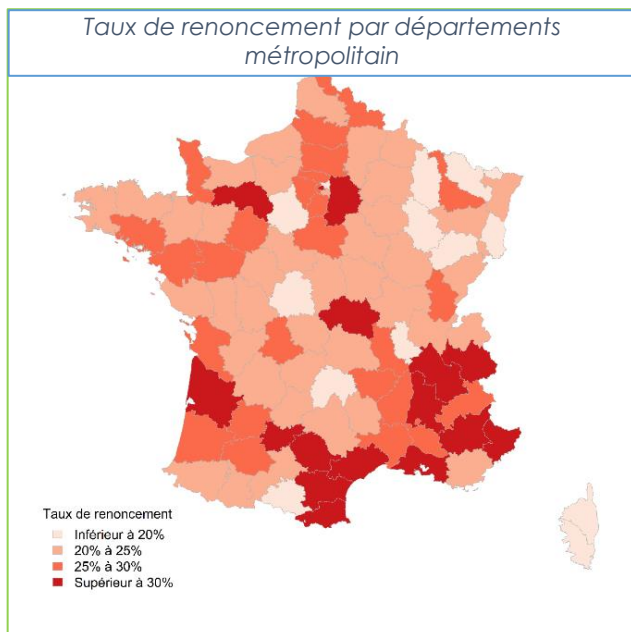 Taux de renoncement par départements
métropolitain
Taux de renoncement
Inférieur à 20%
20% à 25%
25% à 30%
Supérieur à 30%